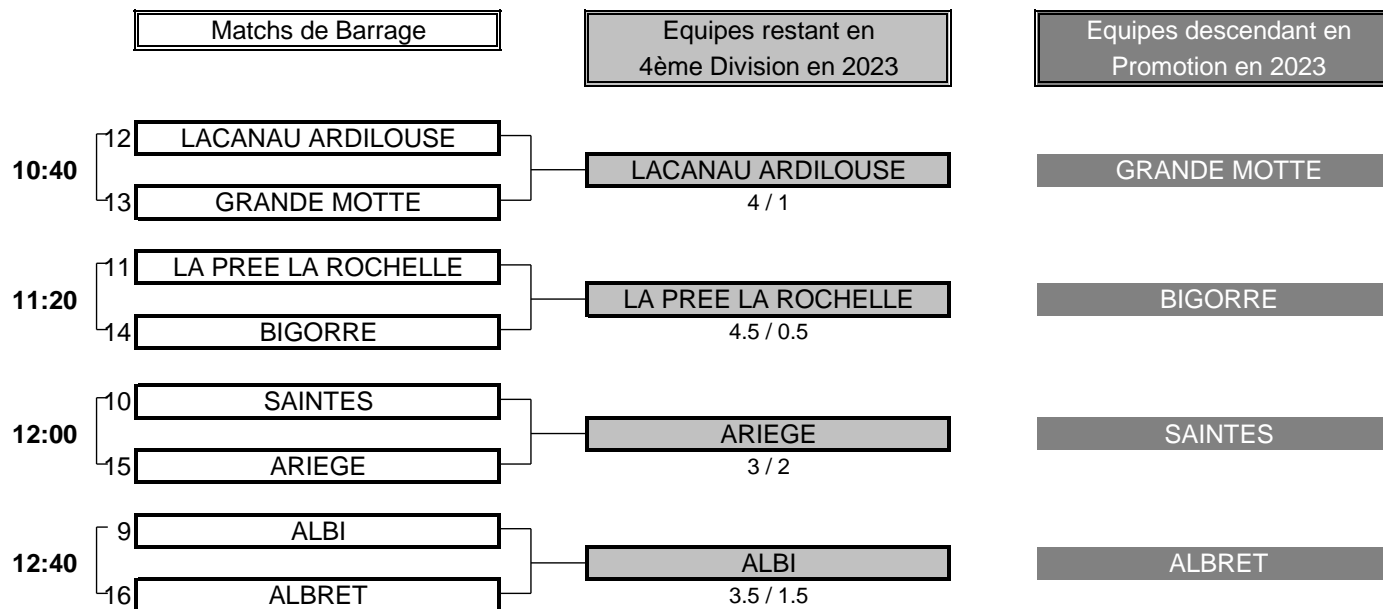 Matchs de Barrage
Equipes restant en
4ème Division en 2023
Equipes descendant en
Promotion en 2023
12 LACANAU ARDILOUSE
10:40 LACANAU ARDILOUSE GRANDE MOTTE
13 GRANDE MOTTE 4 / 1
11 LA PREE LA ROCHELLE
11:20 LA PREE LA ROCHELLE BIGORRE
14 BIGORRE 4.5 / 0.5
10 SAINTES
12:00 ARIEGE SAINTES
15 ARIEGE 3 / 2
9 ALBI
12:40 ALBI ALBRET
16 ALBRET 3.5 / 1.5